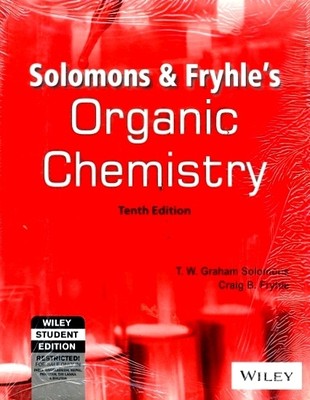 Solomons & Fryhle's
Organic
Chemistry
Tenth Edition
T. W. Graham Solomons
Craig B. Fryhle
WILEY
STUDENT
EDITION
RESTRICTED!
WILEY